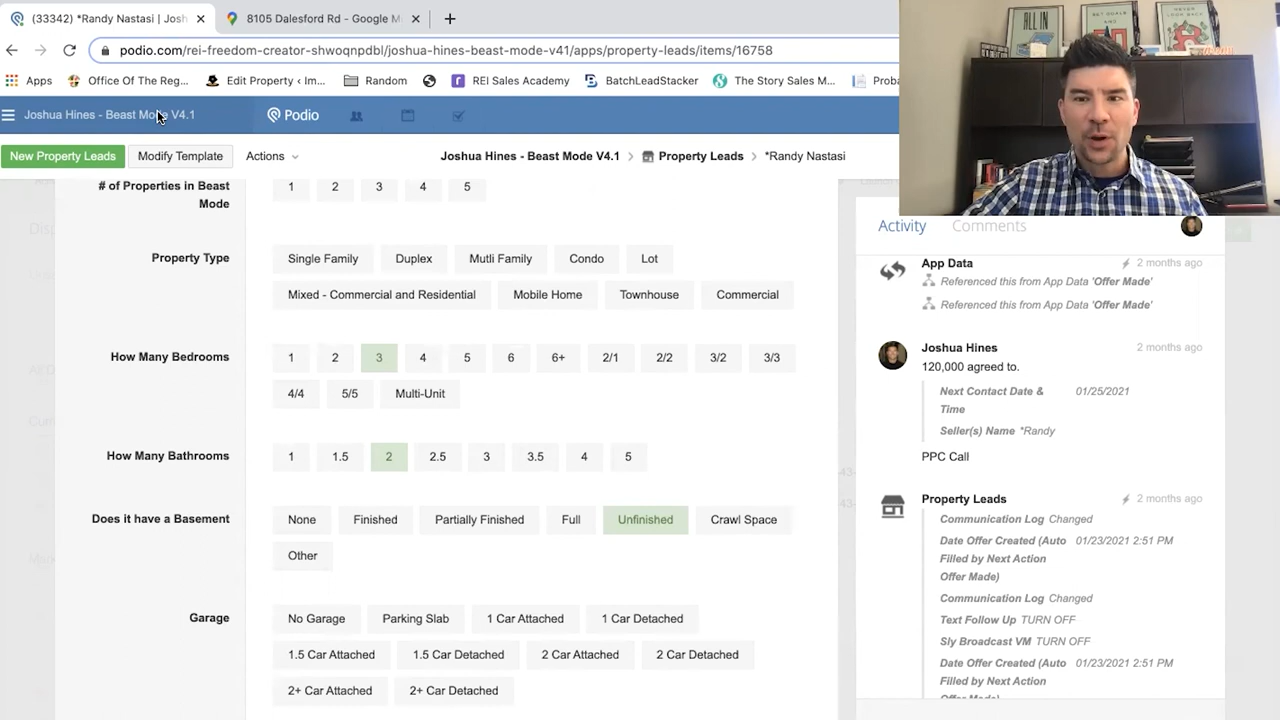 (33342) *Randy Nastasi | Josh
8105 Dalesford Rd - Google M
podio.com/rei-freedom-creator-shwoqnpdbl/joshua-hines-beast-mode-v41/apps/property-leads/items/16758
Apps
Office Of The Reg...
Edit Property ‹ Im...
Random
REI Sales Academy
BatchLeadStacker
The Story Sales M...
Proba
Joshua Hines - Beast Mode V4.1
Podio
New Property Leads
Modify Template
Actions
Joshua Hines - Beast Mode V4.1 > Property Leads > *Randy Nastasi
# of Properties in Beast
Mode
1 2 3 4 5
Property Type
Single Family Duplex Mutli Family Condo Lot
Mixed - Commercial and Residential Mobile Home Townhouse Commercial
How Many Bedrooms
1 2 3 4 5 6 6+ 2/1 2/2 3/2 3/3
4/4 5/5 Multi-Unit
How Many Bathrooms
1 1.5 2 2.5 3 3.5 4 5
Does it have a Basement
None Finished Partially Finished Full Unfinished Crawl Space
Other
Garage
No Garage Parking Slab 1 Car Attached 1 Car Detached
1.5 Car Attached 1.5 Car Detached 2 Car Attached 2 Car Detached
2+ Car Attached 2+ Car Detached
Activity Comments
App Data 2 months ago
Referenced this from App Data 'Offer Made'
Referenced this from App Data 'Offer Made'
Joshua Hines 2 months ago
120,000 agreed to.
Next Contact Date & 01/25/2021
Time
Seller(s) Name *Randy
PPC Call
Property Leads 2 months ago
Communication Log Changed
Date Offer Created (Auto 01/23/2021 2:51 PM
Filled by Next Action
Offer Made)
Communication Log Changed
Text Follow Up TURN OFF
Sly Broadcast VM TURN OFF
Date Offer Created (Auto 01/23/2021 2:51 PM
Filled by Next Action
Offer Made)
ALL IN